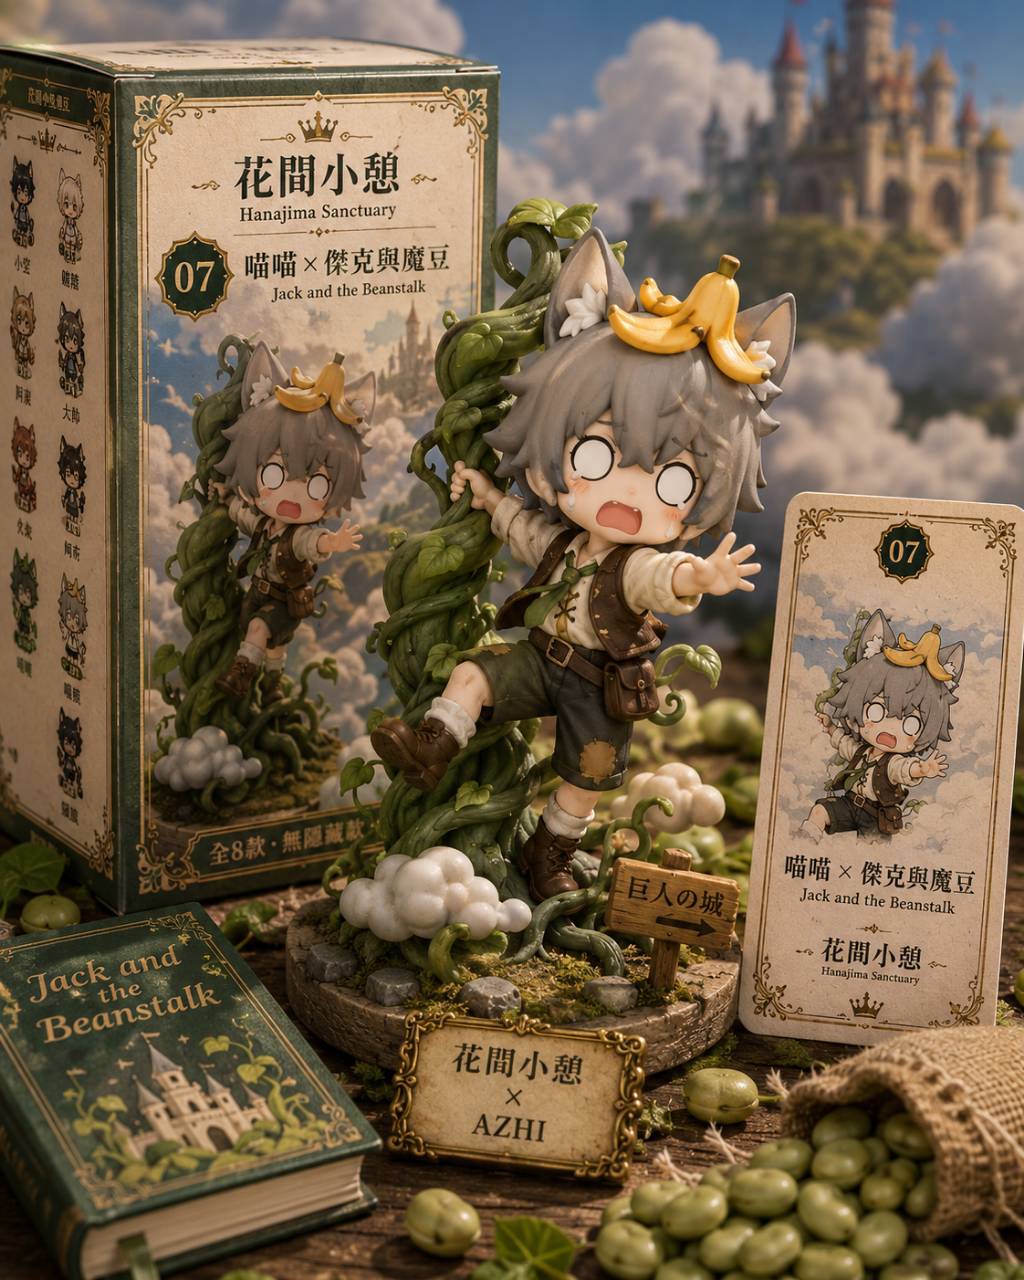 花間小憩
Hanajima Sanctuary
07
喵喵 × 傑克與魔豆
Jack and the Beanstalk
小空
大帥
全8款·無隱藏款
巨人の城
07
喵喵 × 傑克與魔豆
Jack and the Beanstalk
花間小憩
Hanajima Sanctuary
Jack and
the
Beanstalk
花間小憩
×
AZHI